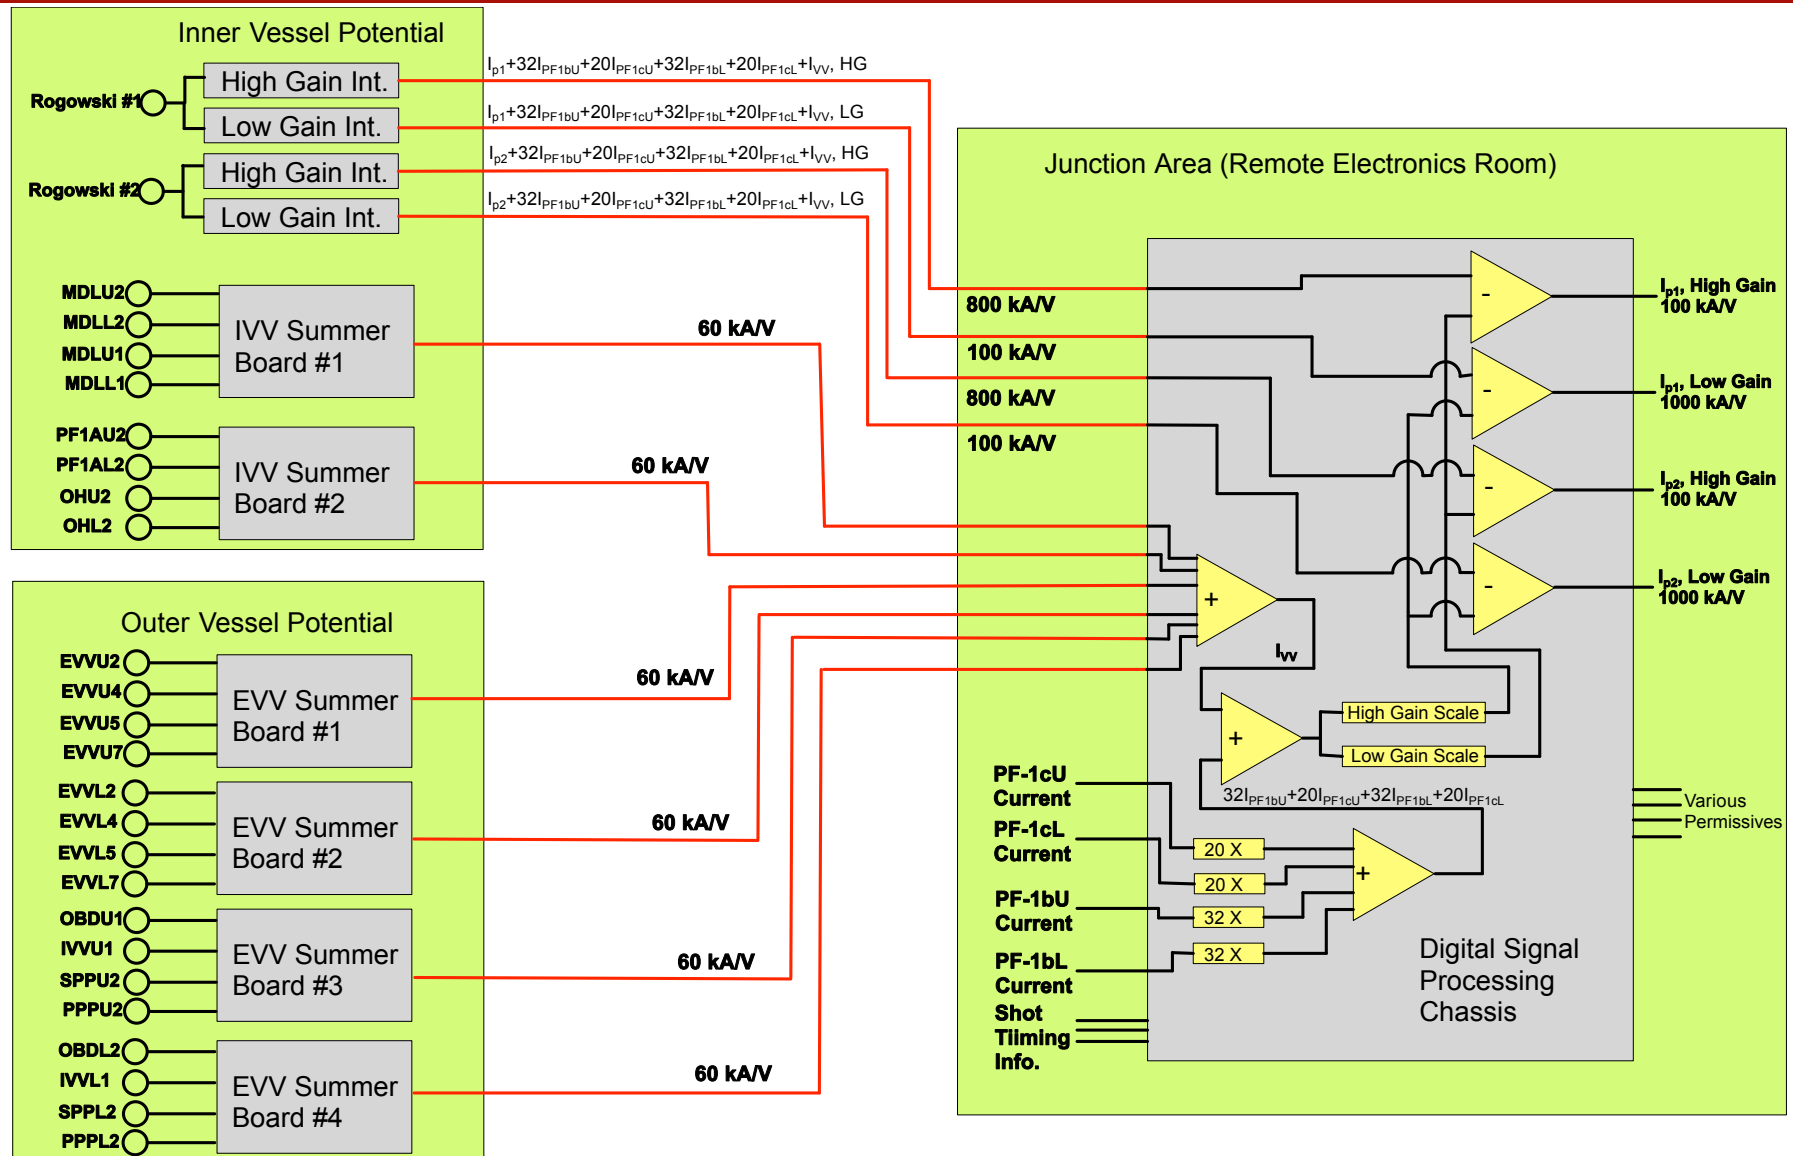 Inner Vessel Potential
Rogowski #1
High Gain Int.
Low Gain Int.
Rogowski #2
High Gain Int.
Low Gain Int.
Ip1+32IPF1bU+20IPF1cU+32IPF1bL+20IPF1cL+IVV, HG
Ip1+32IPF1bU+20IPF1cU+32IPF1bL+20IPF1cL+IVV, LG
Ip2+32IPF1bU+20IPF1cU+32IPF1bL+20IPF1cL+IVV, HG
Ip2+32IPF1bU+20IPF1cU+32IPF1bL+20IPF1cL+IVV, LG
MDLU2
MDLL2
MDLU1
MDLL1
IVV Summer
Board #1
60 kA/V
PF1AU2
PF1AL2
OHU2
OHL2
IVV Summer
Board #2
60 kA/V
Outer Vessel Potential
EVVU2
EVVU4
EVVU5
EVVU7
EVV Summer
Board #1
60 kA/V
EVVL2
EVVL4
EVVL5
EVVL7
EVV Summer
Board #2
60 kA/V
OBDU1
IVVU1
SPPU2
PPPU2
EVV Summer
Board #3
60 kA/V
OBDL2
IVVL1
SPPL2
PPPL2
EVV Summer
Board #4
60 kA/V
Junction Area (Remote Electronics Room)
800 kA/V
100 kA/V
800 kA/V
100 kA/V
-
-
-
-
Ip1, High Gain
100 kA/V
Ip1, Low Gain
1000 kA/V
Ip2, High Gain
100 kA/V
Ip2, Low Gain
1000 kA/V
+
IVV
+
High Gain Scale
Low Gain Scale
32IPF1bU+20IPF1cU+32IPF1bL+20IPF1cL
PF-1cU
Current
PF-1cL
Current
PF-1bU
Current
PF-1bL
Current
Shot
Tiiming
Info.
20 X
20 X
32 X
32 X
+
Various
Permissives
Digital Signal
Processing
Chassis